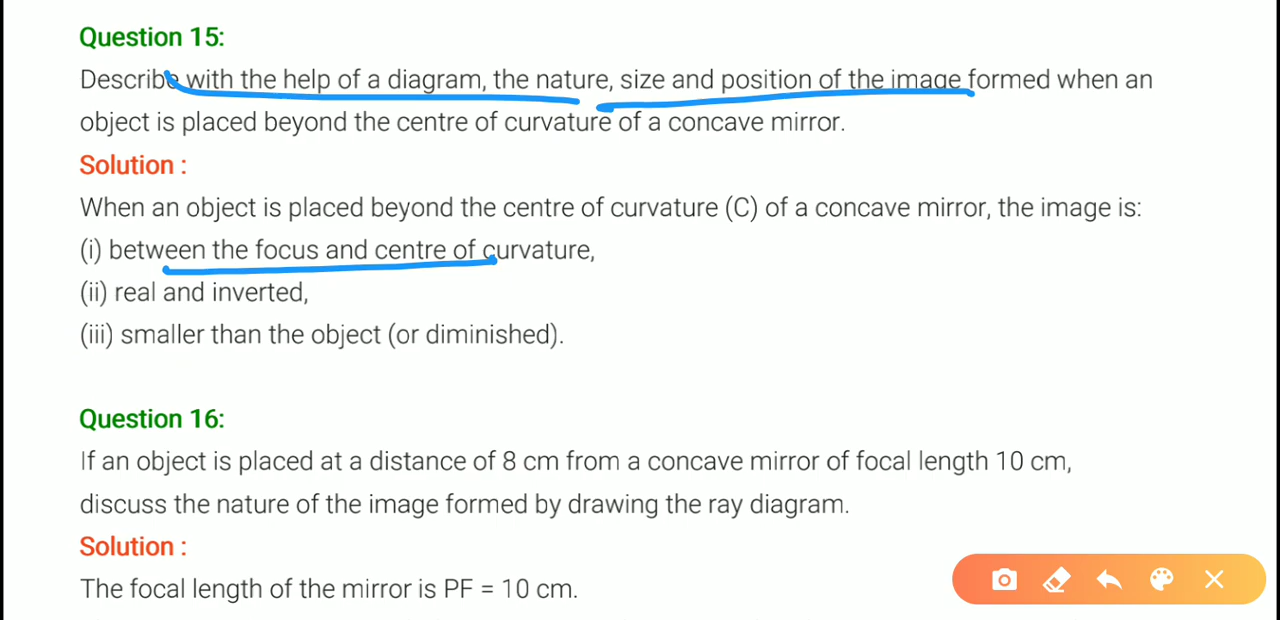 Question 15:
Describe with the help of a diagram, the nature, size and position of the image formed when an
object is placed beyond the centre of curvature of a concave mirror.
Solution :
When an object is placed beyond the centre of curvature (C) of a concave mirror, the image is:
(i) between the focus and centre of curvature,
(ii) real and inverted,
(iii) smaller than the object (or diminished).
Question 16:
If an object is placed at a distance of 8 cm from a concave mirror of focal length 10 cm,
discuss the nature of the image formed by drawing the ray diagram.
Solution :
The focal length of the mirror is PF = 10 cm.